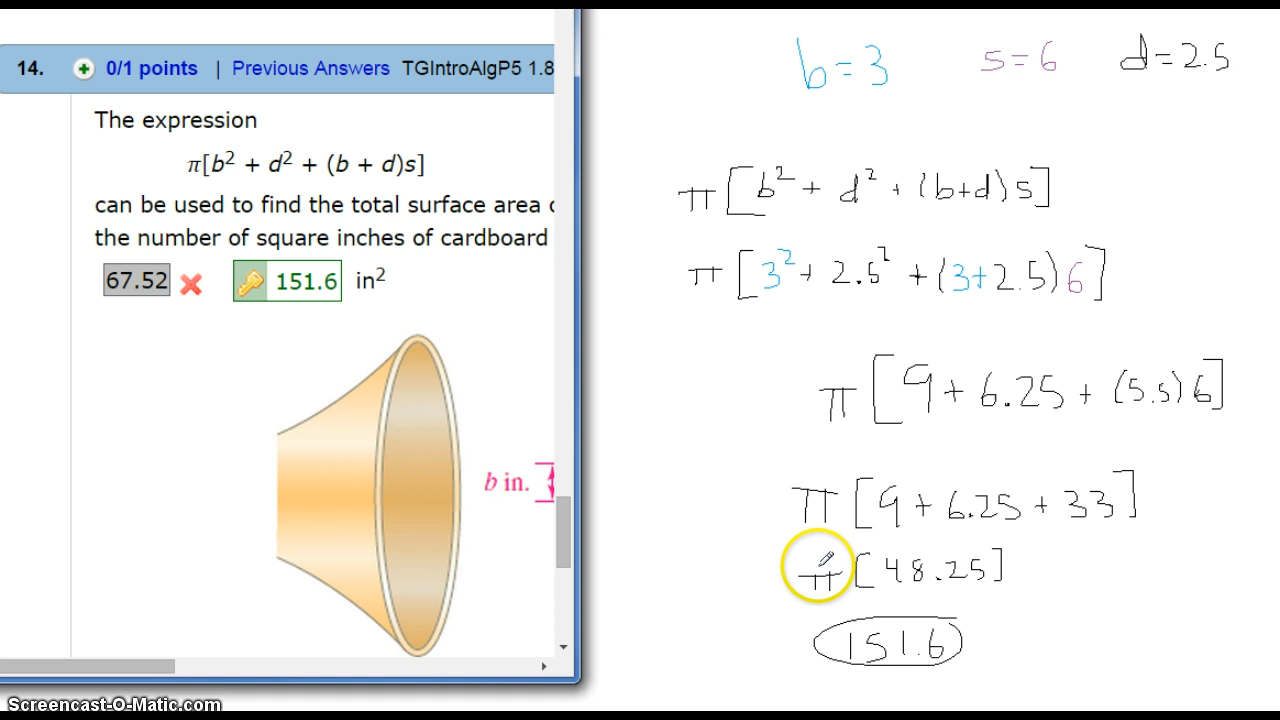 14. 0/1 points | Previous Answers TGIntroAlgP5 1.8
The expression
π[b² + d² + (b + d)s]
can be used to find the total surface area
the number of square inches of cardboard
67.52 151.6 in²
b in.
b = 3 s = 6 d = 2.5
π[b² + d² + (b+d)s]
π[3² + 2.5² + (3+2.5)6]
π[9 + 6.25 + (5.5)6]
π[9 + 6.25 + 33]
π[48.25]
151.6
Screencast-O-Matic.com